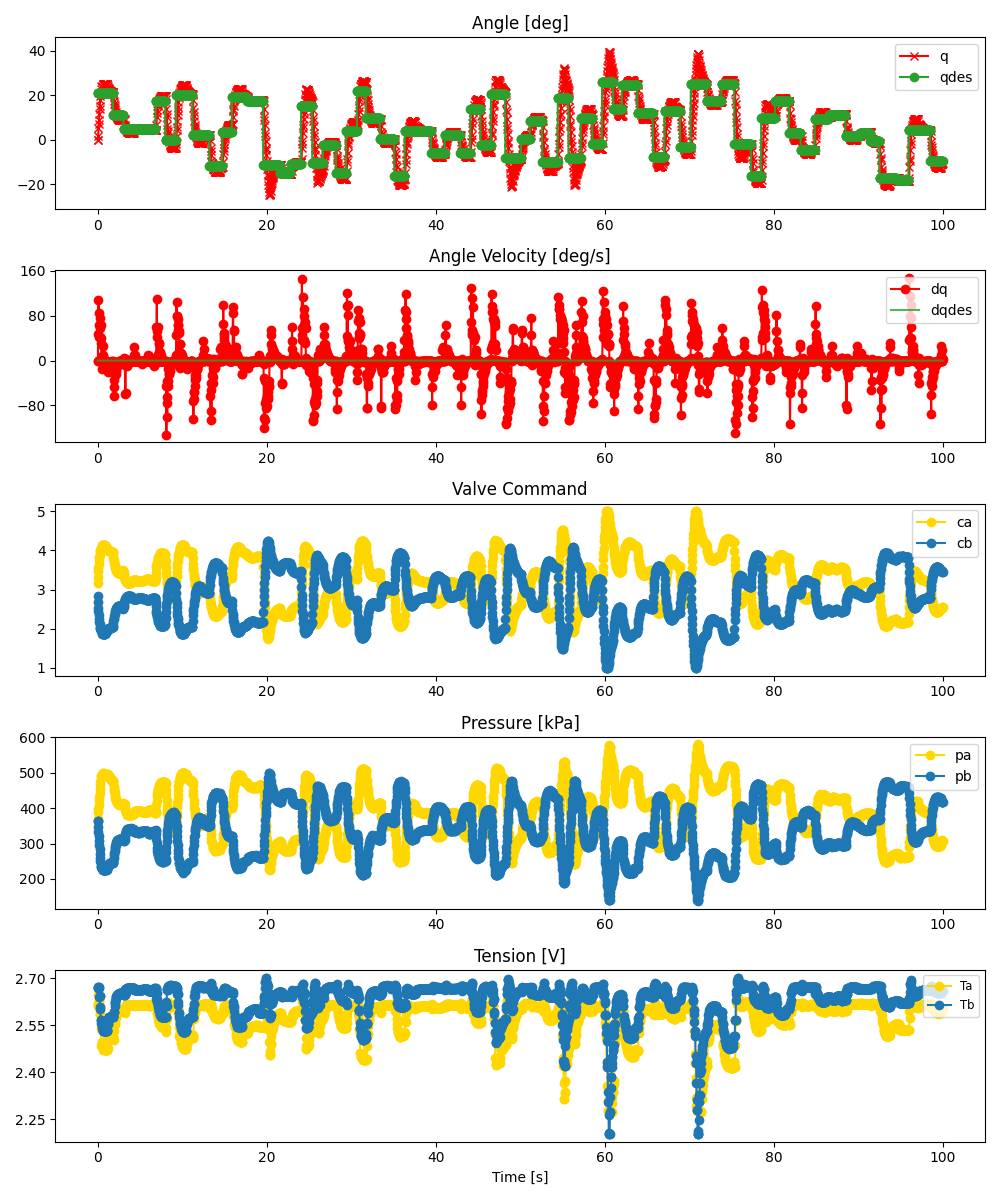 Angle [deg]
40
20
0
−20
q
qdes
0 20 40 60 80 100
Angle Velocity [deg/s]
160
80
0
−80
dq
dqdes
0 20 40 60 80 100
Valve Command
5
4
3
2
1
ca
cb
0 20 40 60 80 100
Pressure [kPa]
600
500
400
300
200
pa
pb
0 20 40 60 80 100
Tension [V]
2.70
2.55
2.40
2.25
Ta
Tb
0 20 40 60 80 100
Time [s]